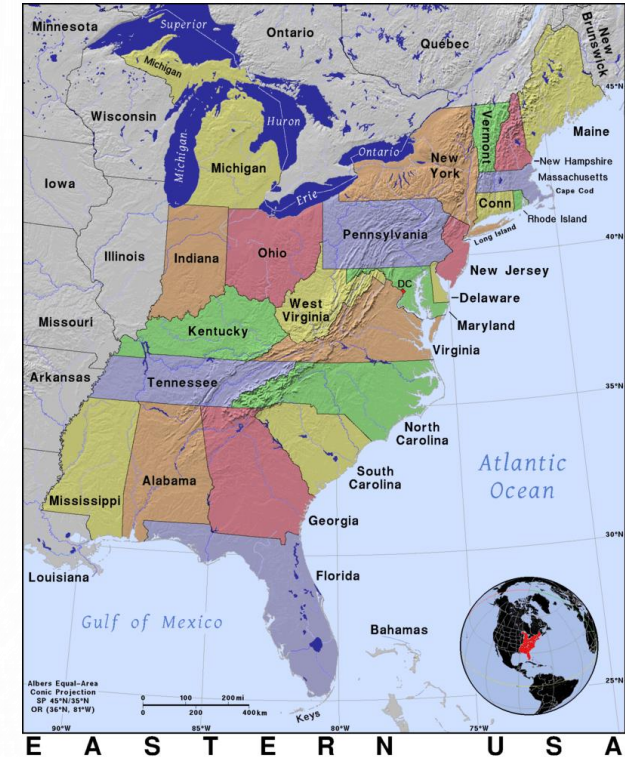 Minnesota
Superior
Ontario
Quebec
New
Brunswick
45°N
Michigan
Wisconsin
Michigan
Huron
Michigan
Ontario
New
York
Vermont
Maine
New Hampshire
Massachusetts
Cape Cod
Iowa
Erie
Conn
Rhode Island
Long Island
40°N
Illinois
Indiana
Ohio
Pennsylvania
New Jersey
West
Virginia
DC
Delaware
Maryland
Missouri
Kentucky
Virginia
Arkansas
Tennessee
35°N
North
Carolina
Atlantic
Ocean
Mississippi
Alabama
South
Carolina
Georgia
30°N
Louisiana
Florida
Gulf of Mexico
Bahamas
Albers Equal-Area
Conic Projection
SP 45°N/35°N
OR (36°N, 81°W)
0 100 200mi
0 200 400km
Keys
25°N
90°W 85°W 80°W 75°W
E A S T E R N U S A